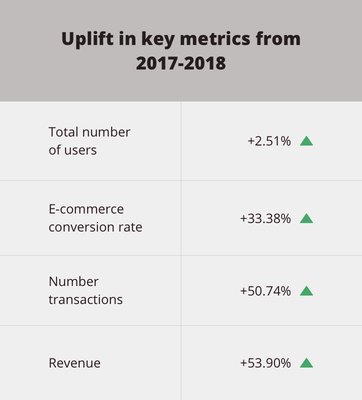 Uplift in key metrics from
2017-2018
Total number
of users
+2.51%
E-commerce
conversion rate
+33.38%
Number
transactions
+50.74%
Revenue
+53.90%